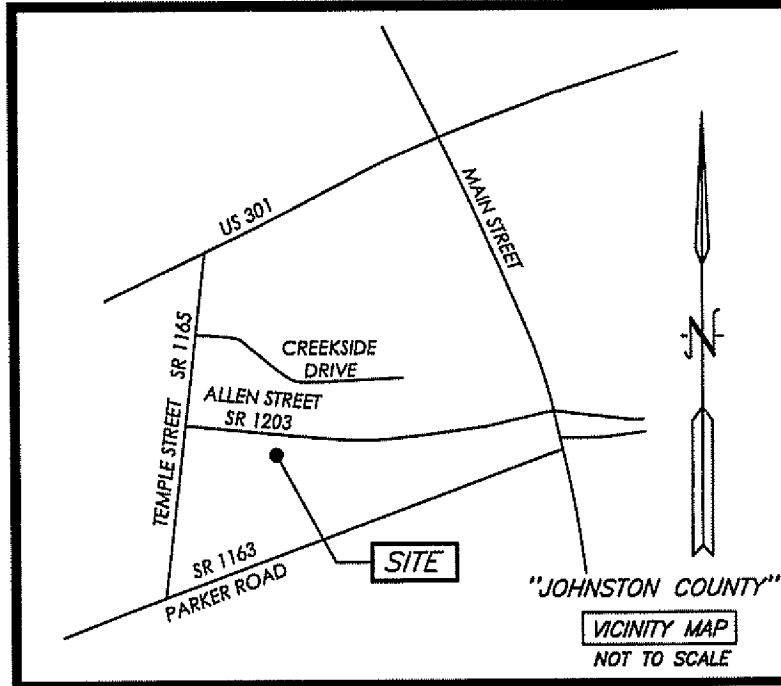 US 301
MAIN STREET
TEMPLE STREET SR 1165
CREEKSIDE
DRIVE
ALLEN STREET
SR 1203
N
SR 1163
PARKER ROAD
SITE
"JOHNSTON COUNTY"
VICINITY MAP
NOT TO SCALE